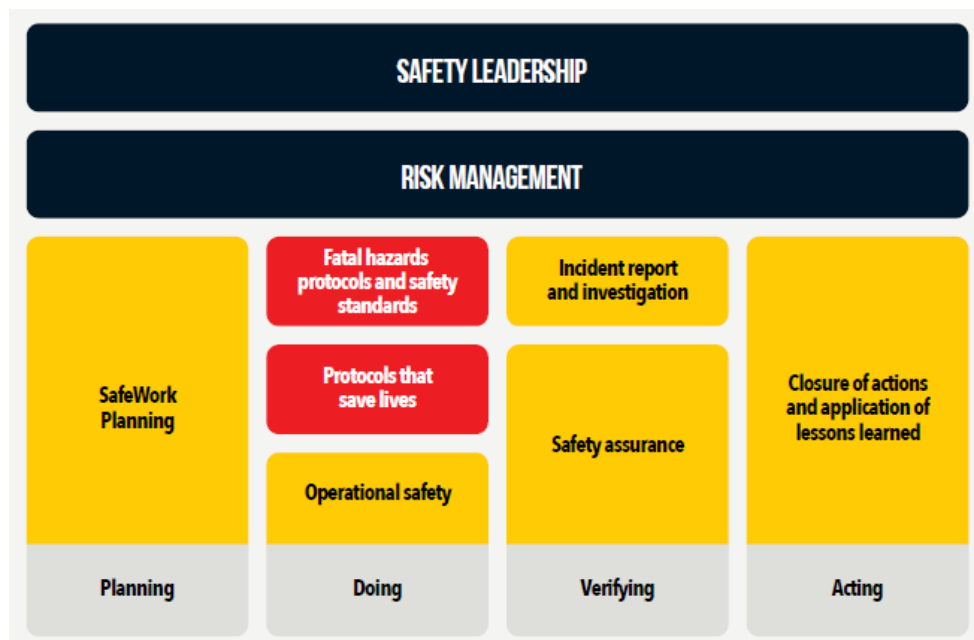 SAFETY LEADERSHIP
RISK MANAGEMENT
SafeWork
Planning
Planning
Fatal hazards
protocols and safety
standards
Protocols that
save lives
Operational safety
Doing
Incident report
and investigation
Safety assurance
Verifying
Closure of actions
and application of
lessons learned
Acting